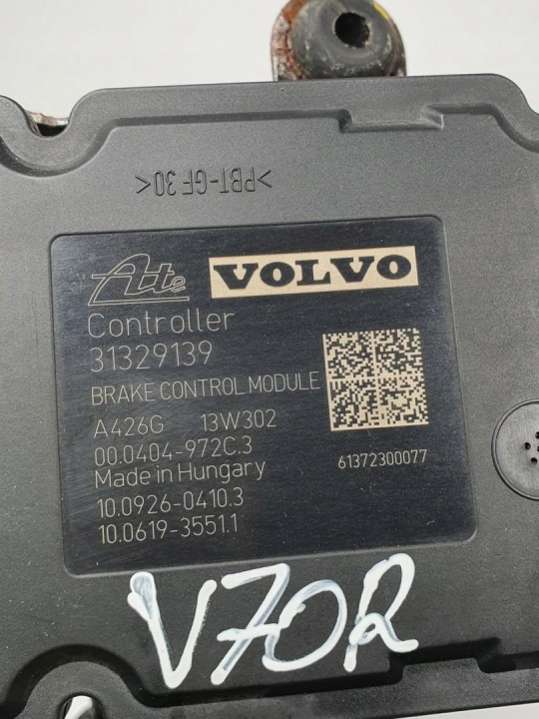 >PBT-GF 30<
Ate VOLVO
Controller
31329139
BRAKE CONTROL MODULE
A426G 13W302
00.0404-972C.3
Made in Hungary
61372300077
10.0926-0410.3
10.0619-3551.1
V70R